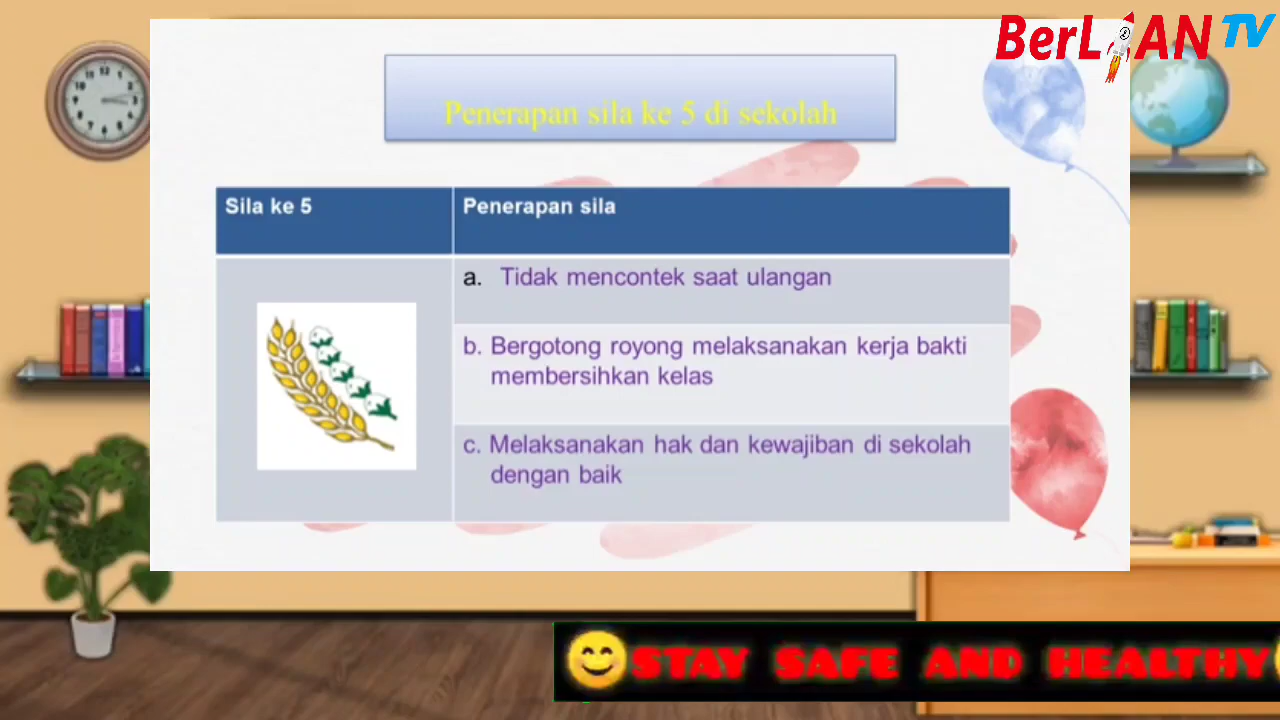 BerLIAN TV
Penerapan sila ke 5 di sekolah
Sila ke 5
Penerapan sila
a. Tidak mencontek saat ulangan
b. Bergotong royong melaksanakan kerja bakti
membersihkan kelas
c. Melaksanakan hak dan kewajiban di sekolah
dengan baik
STAY SAFE AND HEALTHY